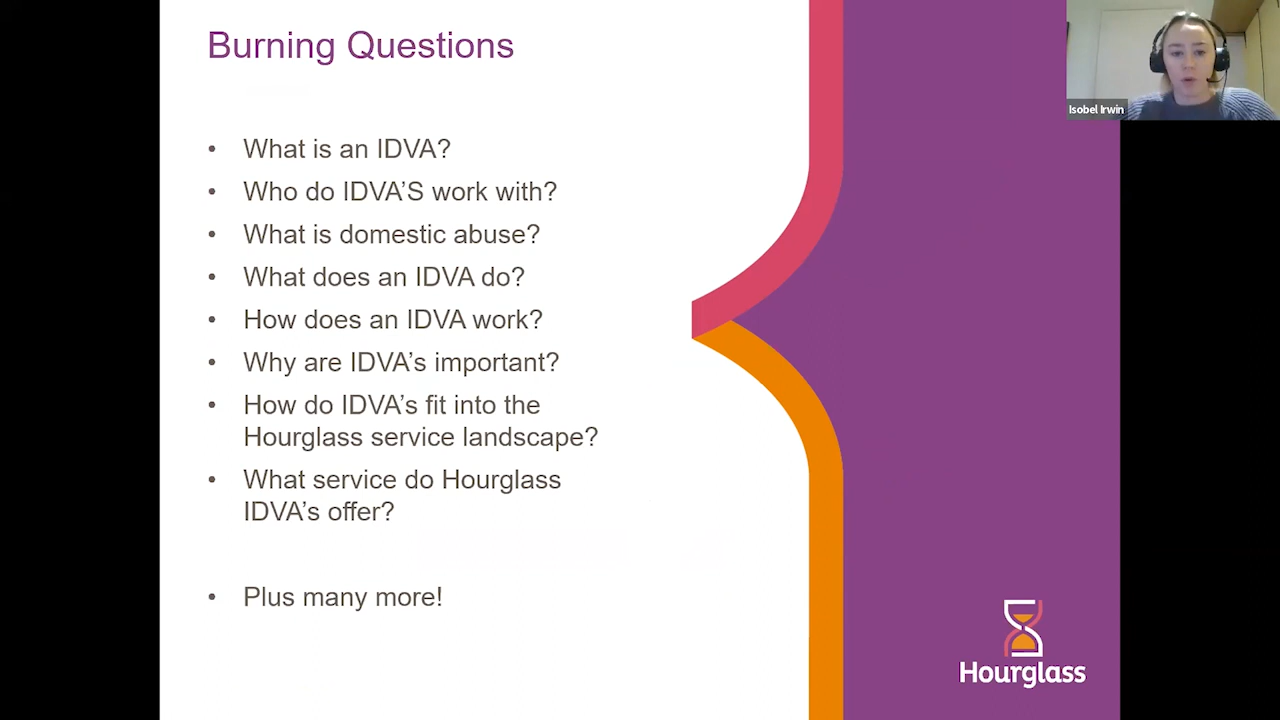 Burning Questions
Isobel Irwin
• What is an IDVA?
• Who do IDVA'S work with?
• What is domestic abuse?
• What does an IDVA do?
• How does an IDVA work?
• Why are IDVA’s important?
• How do IDVA’s fit into the
Hourglass service landscape?
• What service do Hourglass
IDVA’s offer?
• Plus many more!
Hourglass